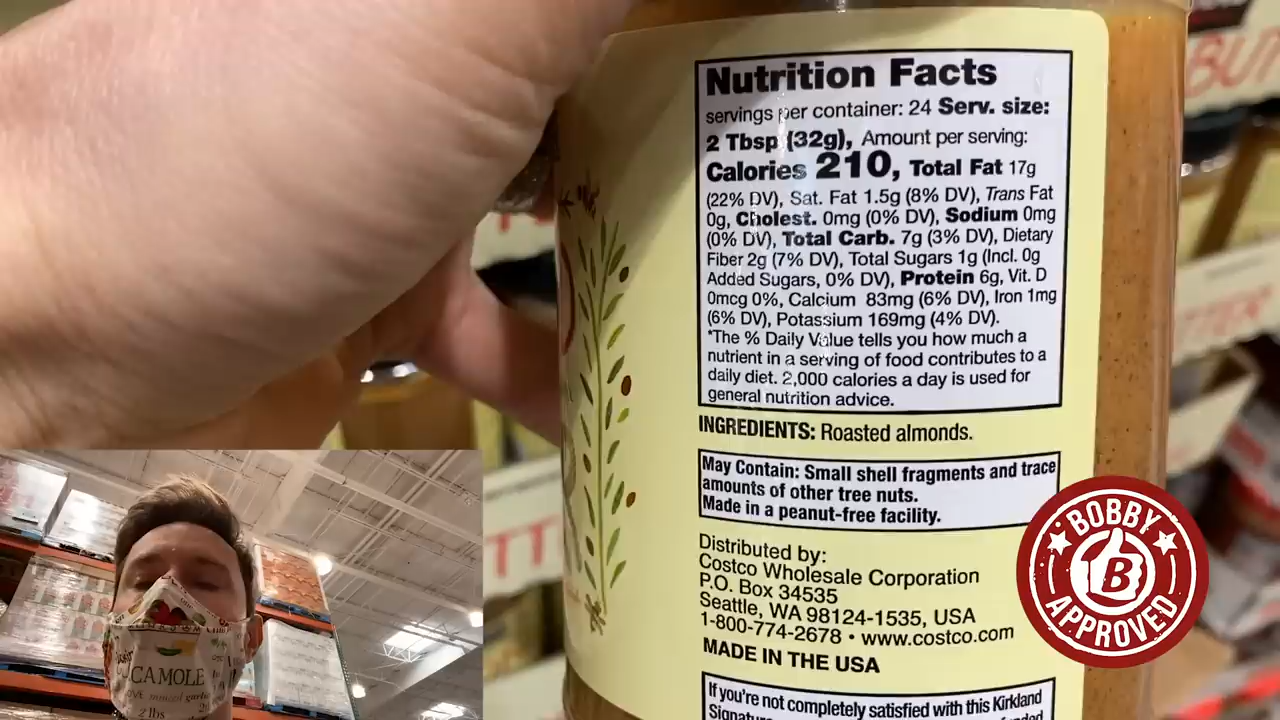 Nutrition Facts
servings per container: 24 Serv. size:
2 Tbsp (32g), Amount per serving:
Calories 210, Total Fat 17g
(22% DV), Sat. Fat 1.5g (8% DV), Trans Fat
0g, Cholest. 0mg (0% DV), Sodium 0mg
(0% DV), Total Carb. 7g (3% DV), Dietary
Fiber 2g (7% DV), Total Sugars 1g (Incl. 0g
Added Sugars, 0% DV), Protein 6g, Vit. D
0mcg 0%, Calcium 83mg (6% DV), Iron 1mg
(6% DV), Potassium 169mg (4% DV).
*The % Daily Value tells you how much a
nutrient in a serving of food contributes to a
daily diet. 2,000 calories a day is used for
general nutrition advice.
INGREDIENTS: Roasted almonds.
May Contain: Small shell fragments and trace
amounts of other tree nuts.
Made in a peanut-free facility.
Distributed by:
Costco Wholesale Corporation
P.O. Box 34535
Seattle, WA 98124-1535, USA
1-800-774-2678 • www.costco.com
MADE IN THE USA
If you're not completely satisfied with this Kirkland
BOBBY
B
APPROVED
CAMOLE
minced garlic
2 lbs